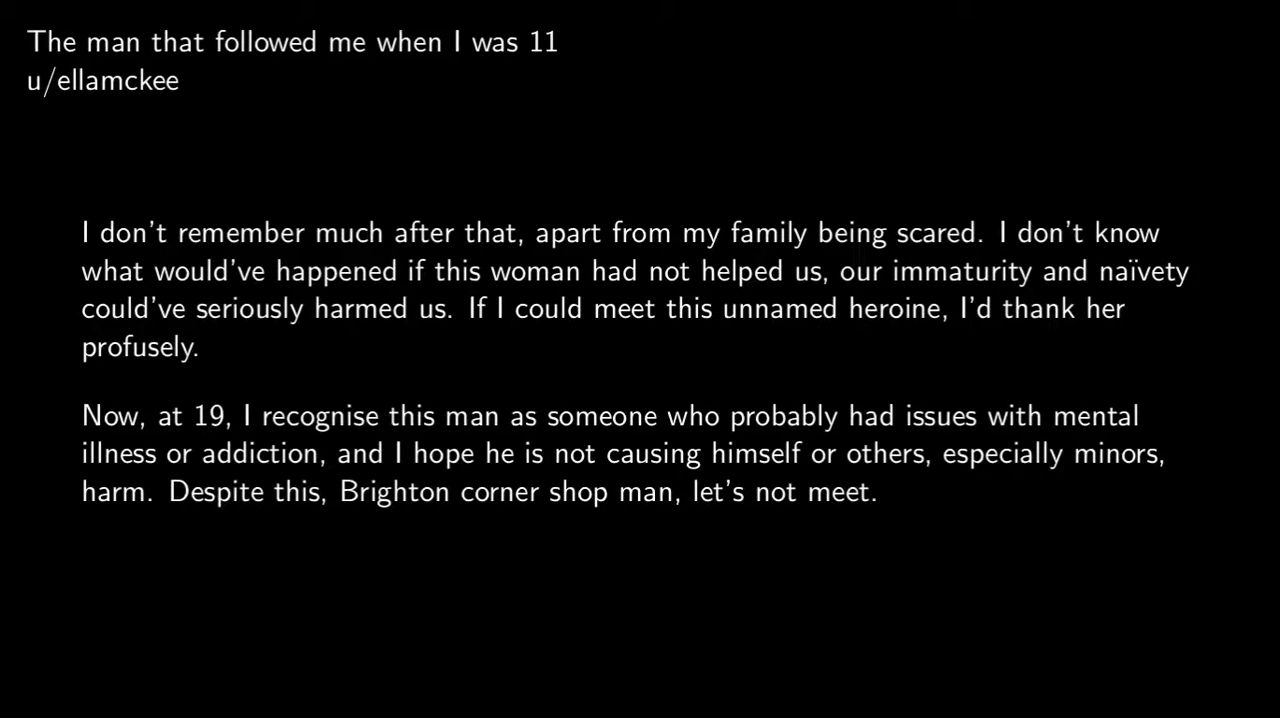 The man that followed me when I was 11
u/ellamckee
I don't remember much after that, apart from my family being scared. I don't know
what would've happened if this woman had not helped us, our immaturity and naïvety
could've seriously harmed us. If I could meet this unnamed heroine, I'd thank her
profusely.
Now, at 19, I recognise this man as someone who probably had issues with mental
illness or addiction, and I hope he is not causing himself or others, especially minors,
harm. Despite this, Brighton corner shop man, let's not meet.